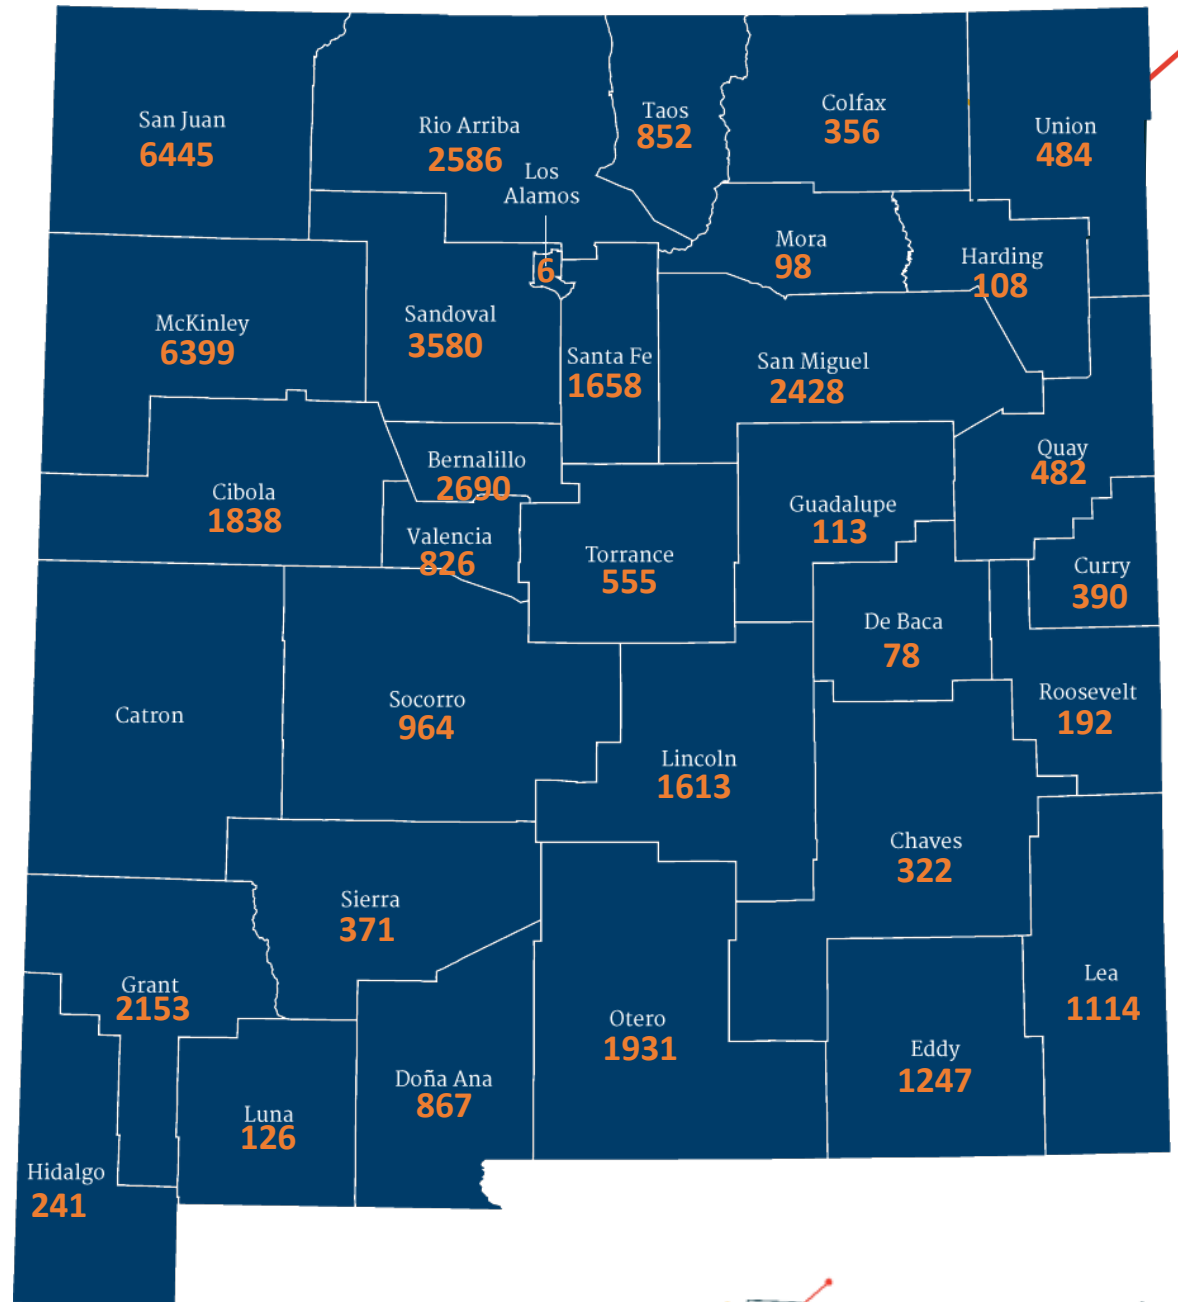 San Juan
6445
Rio Arriba
2586
Taos
852
Colfax
356
Union
484
Los
Alamos
6
Mora
98
Harding
108
McKinley
6399
Sandoval
3580
Santa Fe
1658
San Miguel
2428
Quay
482
Bernalillo
2690
Cibola
1838
Guadalupe
113
Valencia
826
Torrance
555
Curry
390
De Baca
78
Catron
Socorro
964
Roosevelt
192
Lincoln
1613
Chaves
322
Sierra
371
Grant
2153
Lea
1114
Otero
1931
Eddy
1247
Doña Ana
867
Luna
126
Hidalgo
241